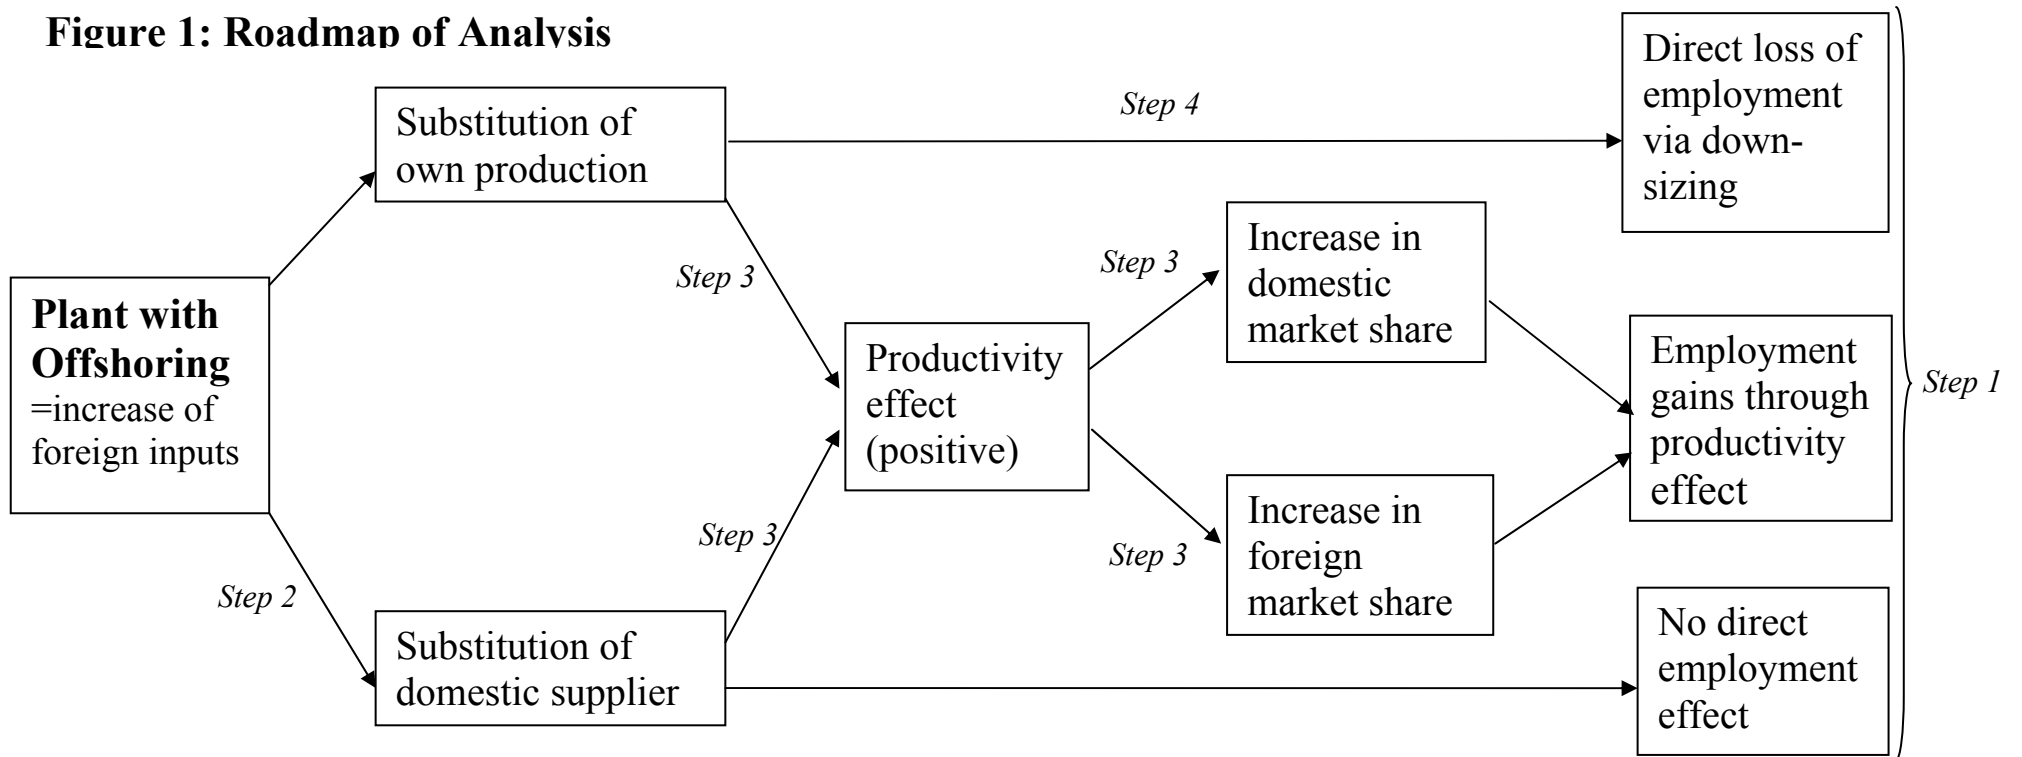 Figure 1: Roadmap of Analysis
Substitution of
own production
Step 4
Direct loss of
employment
via down-
sizing
Plant with
Offshoring
=increase of
foreign inputs
Step 3
Step 3
Increase in
domestic
market share
Productivity
effect
(positive)
Employment
gains through
productivity
effect
Step 1
Step 2
Step 3
Step 3
Increase in
foreign
market share
Substitution of
domestic supplier
No direct
employment
effect